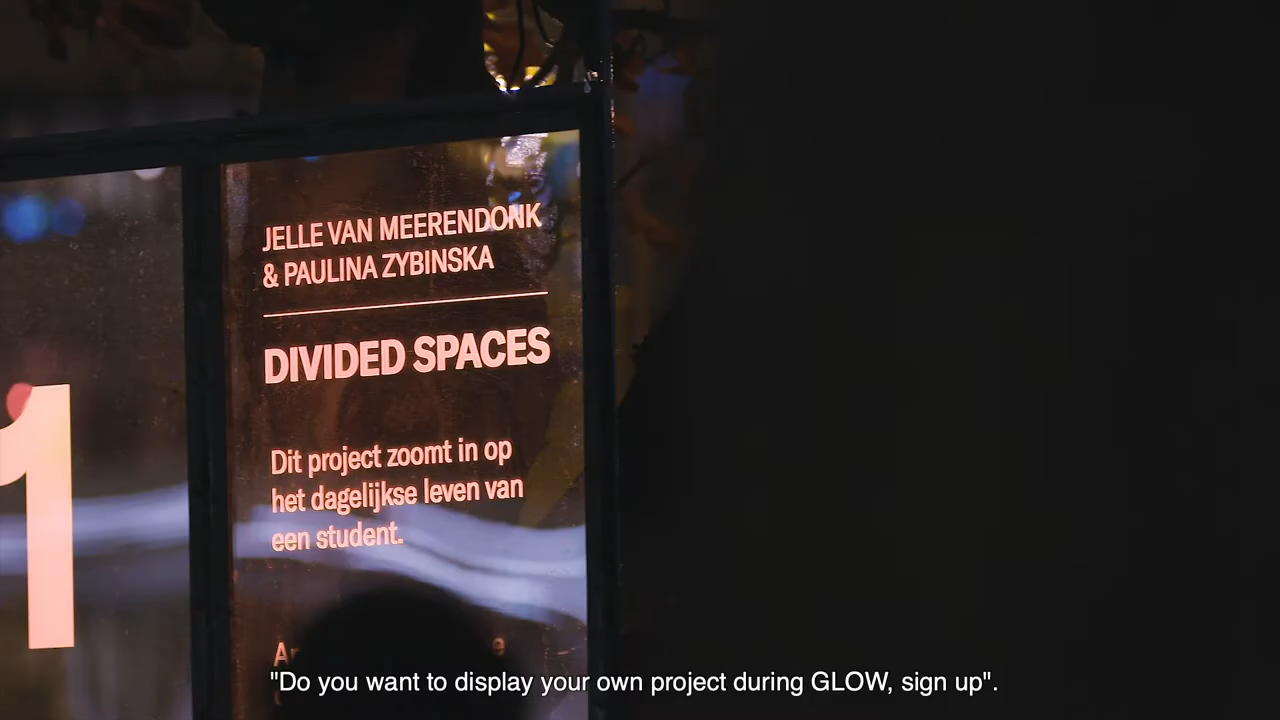 JELLE VAN MEERENDONK
& PAULINA ZYBINSKA
DIVIDED SPACES
1
Dit project zoomt in op
het dagelijkse leven van
een student.
"Do you want to display your own project during GLOW, sign up".